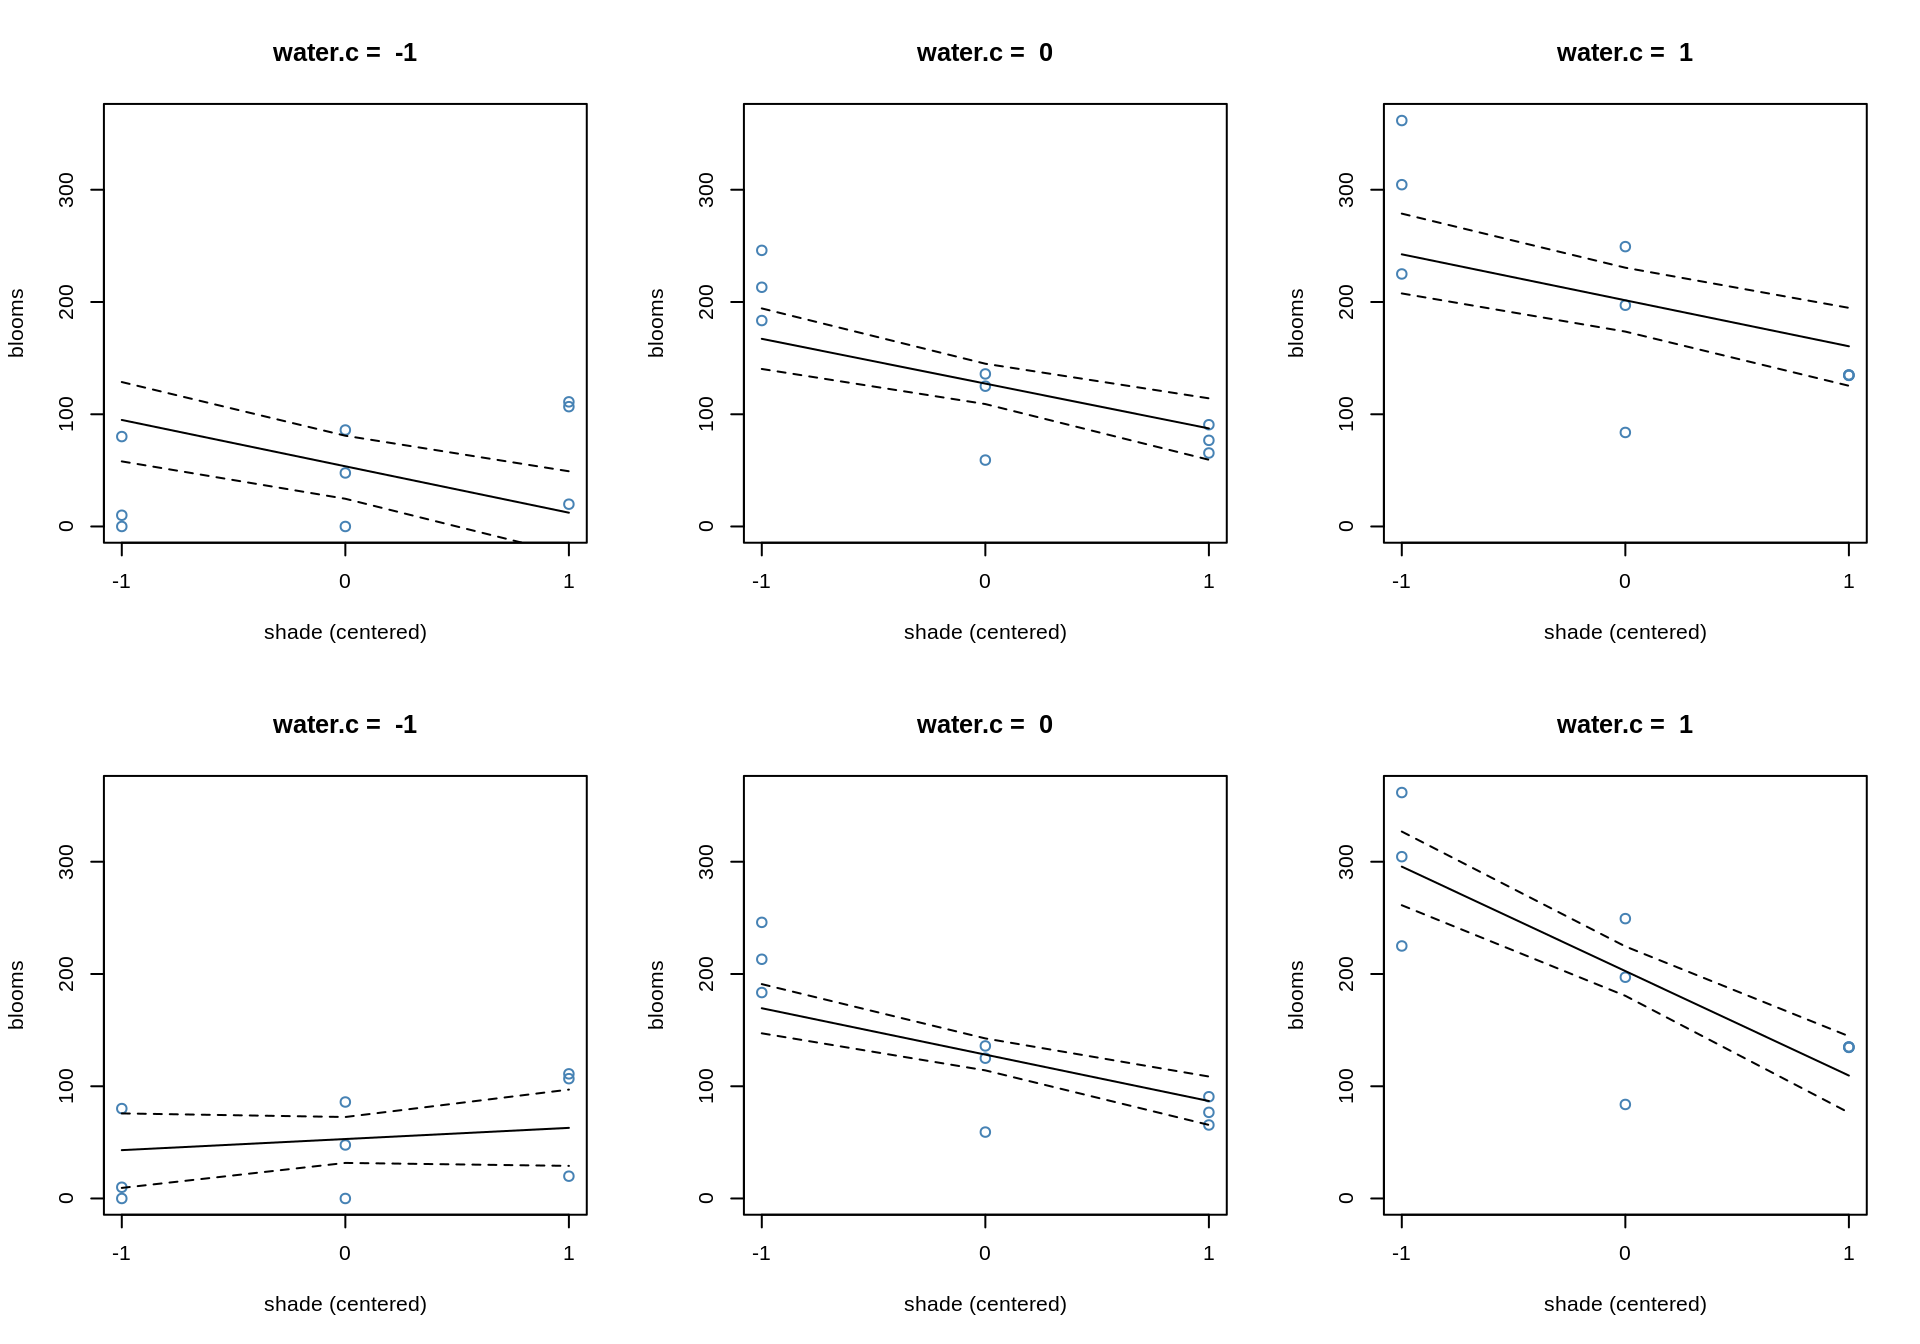 water.c =  -1
water.c =  0
water.c =  1
blooms
300
200
100
0
-1 0 1
shade (centered)
blooms
300
200
100
0
-1 0 1
shade (centered)
blooms
300
200
100
0
-1 0 1
shade (centered)
water.c =  -1
water.c =  0
water.c =  1
blooms
300
200
100
0
-1 0 1
shade (centered)
blooms
300
200
100
0
-1 0 1
shade (centered)
blooms
300
200
100
0
-1 0 1
shade (centered)